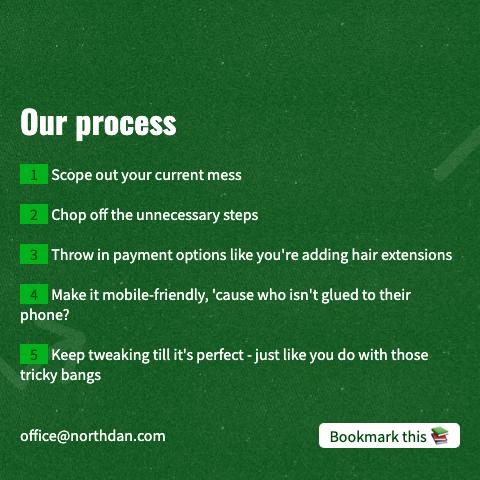 Our process
1 Scope out your current mess
2 Chop off the unnecessary steps
3 Throw in payment options like you're adding hair extensions
4 Make it mobile-friendly, 'cause who isn't glued to their
phone?
5 Keep tweaking till it's perfect - just like you do with those
tricky bangs
office@northdan.com
Bookmark this 📚